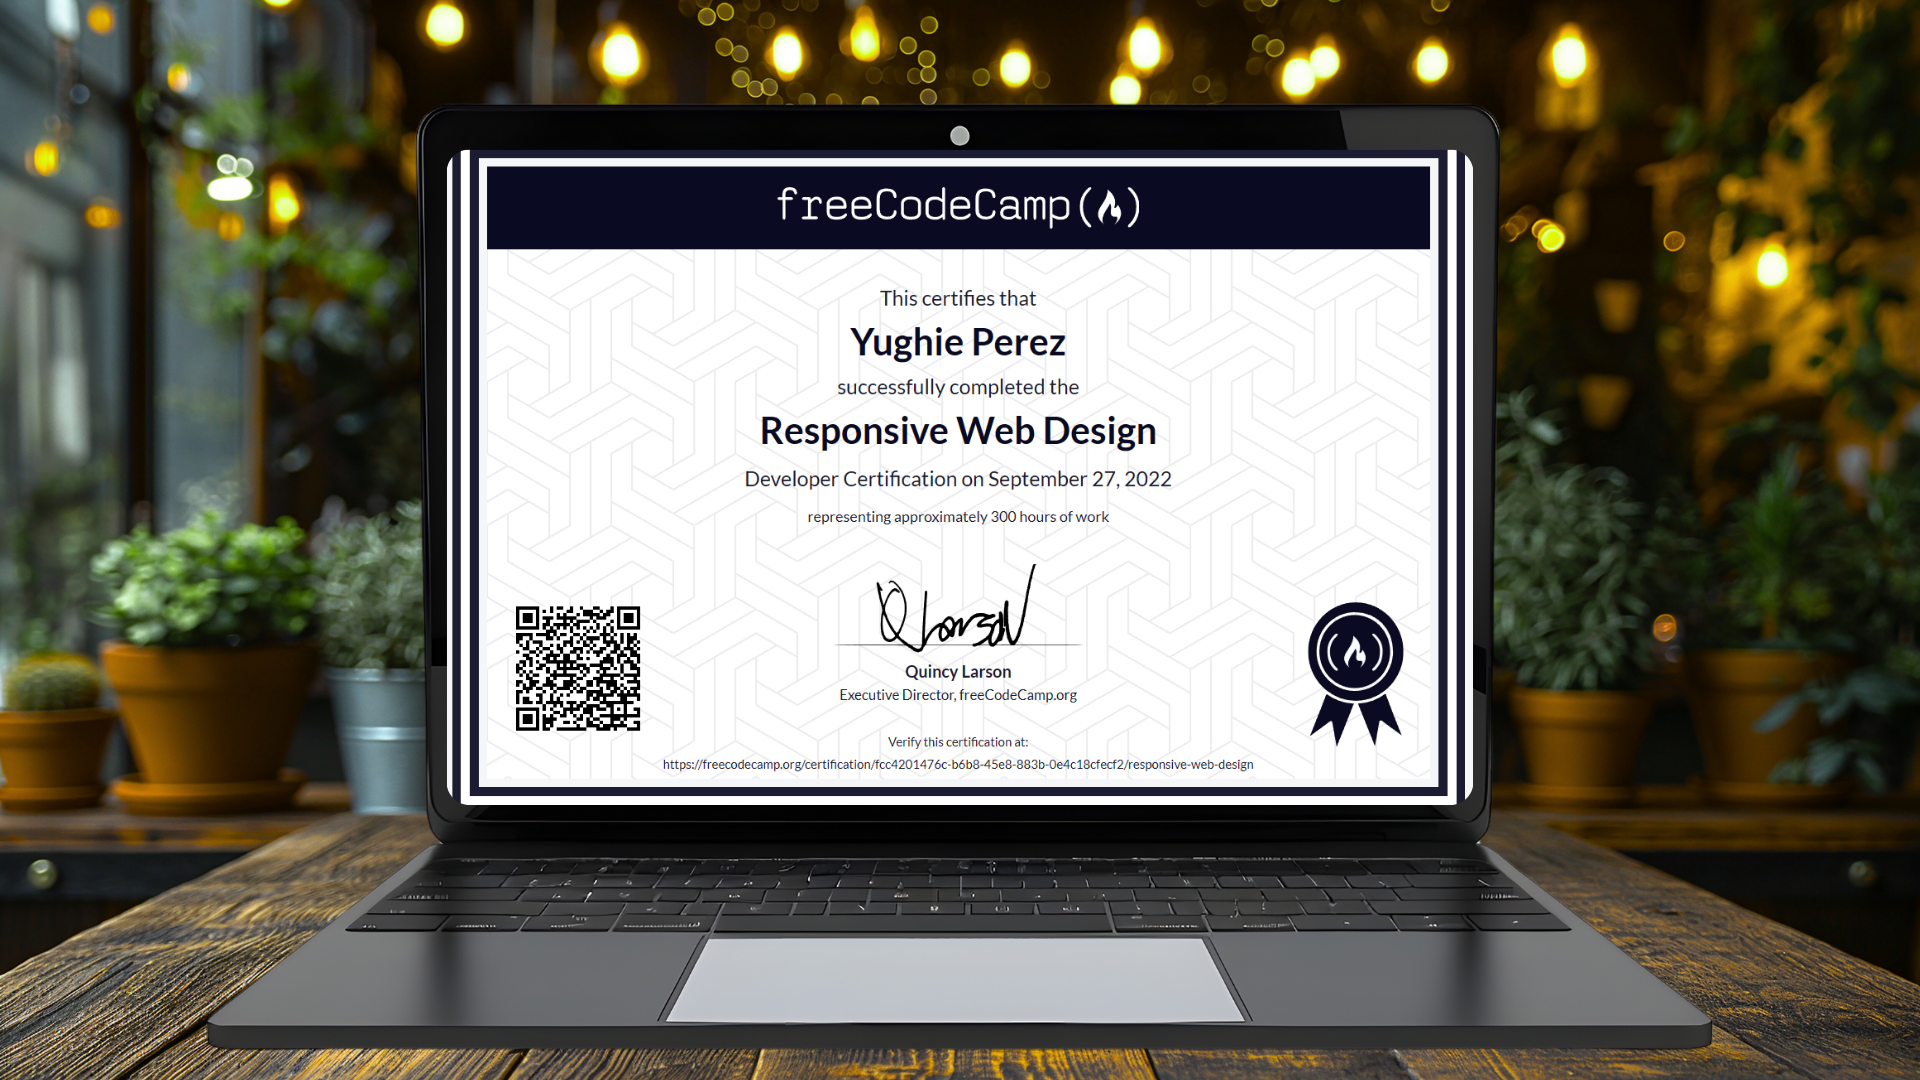 freeCodeCamp
This certifies that
Yughie Perez
successfully completed the
Responsive Web Design
Developer Certification on September 27, 2022
representing approximately 300 hours of work
Quincy Larson
Executive Director, freeCodeCamp.org
Verify this certification at:
https://freecodecamp.org/certification/fcc4201476c-b6b8-45e8-883b-0e4c18cfecf2/responsive-web-design